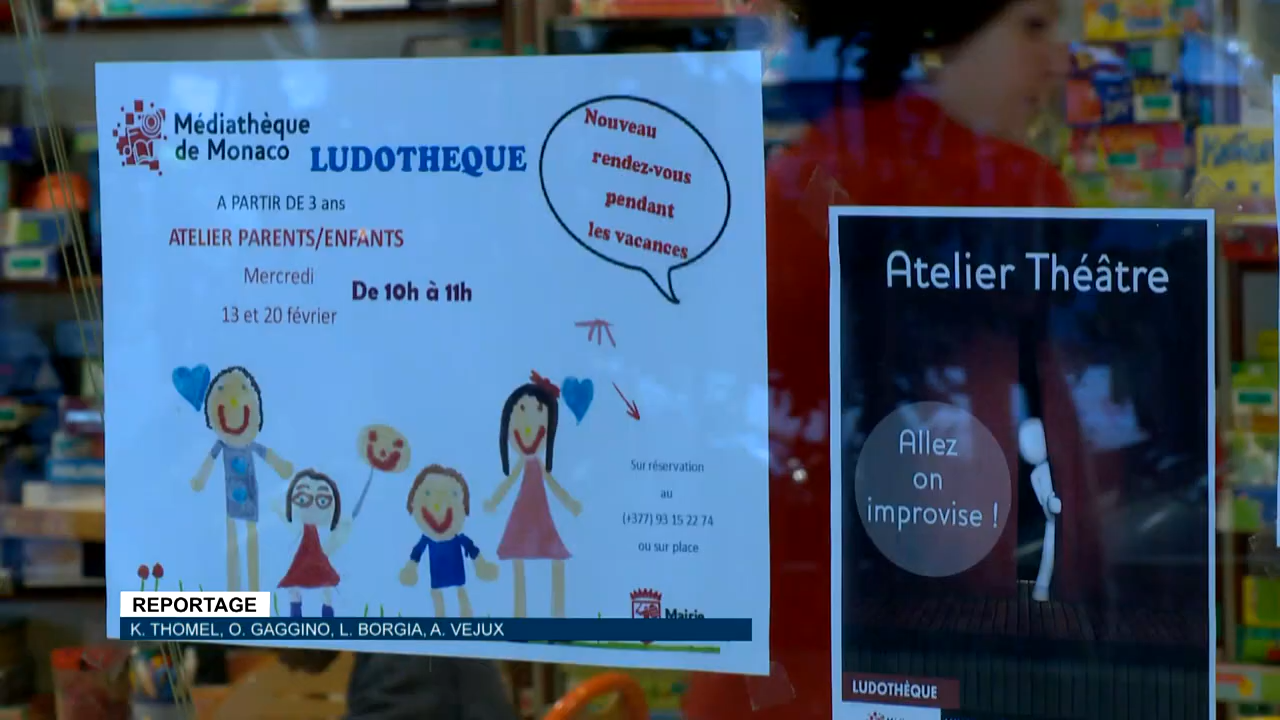 Médiathèque
de Monaco
LUDOTHEQUE
A PARTIR DE 3 ans
ATELIER PARENTS/ENFANTS
Mercredi
De 10h à 11h
13 et 20 février
Nouveau
rendez-vous
pendant
les vacances
Sur réservation
au
(+377) 93 15 22 74
ou sur place
Mairie
Atelier Théâtre
Allez
on
improvise !
LUDOTHÈQUE
REPORTAGE
K. THOMEL, O. GAGGINO, L. BORGIA, A. VEJUX